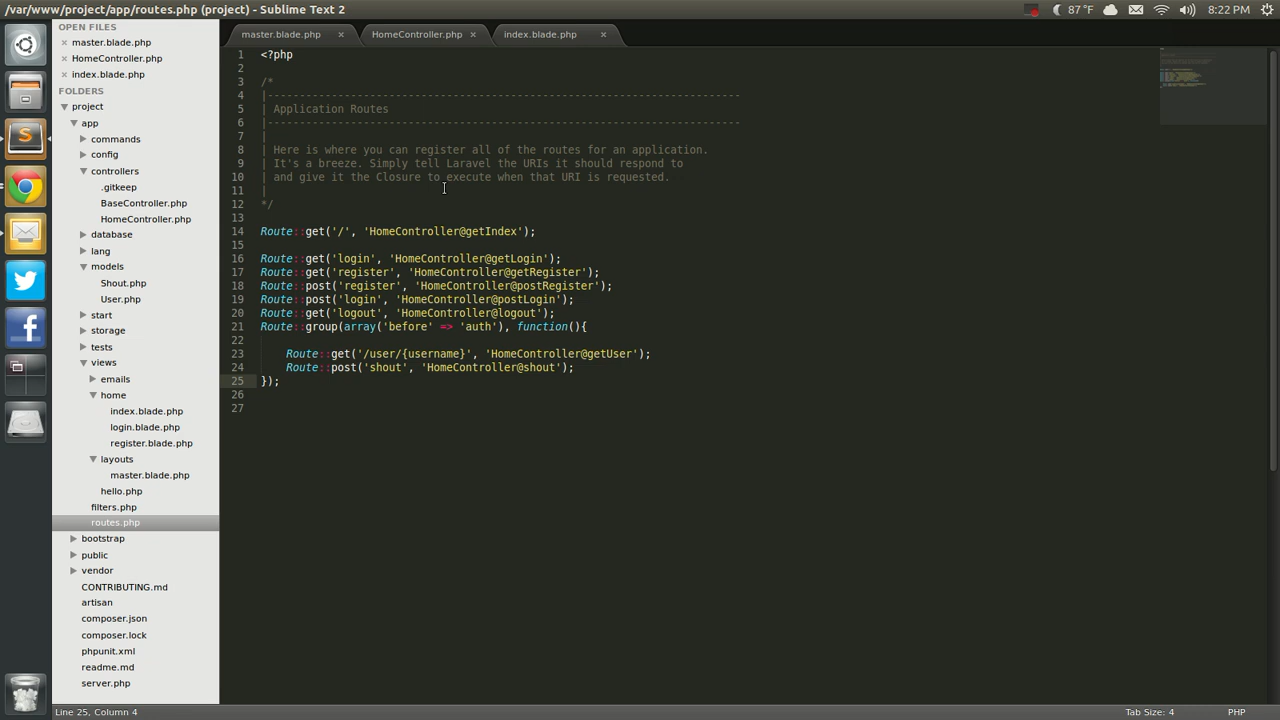 /var/www/project/app/routes.php (project) - Sublime Text 2
87 °F
8:22 PM
OPEN FILES
master.blade.php
HomeController.php
index.blade.php
FOLDERS
project
app
commands
config
controllers
.gitkeep
BaseController.php
HomeController.php
database
lang
models
Shout.php
User.php
start
storage
tests
views
emails
home
index.blade.php
login.blade.php
register.blade.php
layouts
master.blade.php
hello.php
filters.php
routes.php
bootstrap
public
vendor
CONTRIBUTING.md
artisan
composer.json
composer.lock
phpunit.xml
readme.md
server.php
master.blade.php
HomeController.php
index.blade.php
1 <?php
2
3 /*
4 |--------------------------------------------------------------------------
5 | Application Routes
6 |--------------------------------------------------------------------------
7 |
8 | Here is where you can register all of the routes for an application.
9 | It's a breeze. Simply tell Laravel the URIs it should respond to
10 | and give it the Closure to execute when that URI is requested.
11 |
12 */
13
14 Route::get('/', 'HomeController@getIndex');
15
16 Route::get('login', 'HomeController@getLogin');
17 Route::get('register', 'HomeController@getRegister');
18 Route::post('register', 'HomeController@postRegister');
19 Route::post('login', 'HomeController@postLogin');
20 Route::get('logout', 'HomeController@logout');
21 Route::group(array('before' => 'auth'), function(){
22
23     Route::get('/user/{username}', 'HomeController@getUser');
24     Route::post('shout', 'HomeController@shout');
25 });
26
27
Line 25, Column 4
Tab Size: 4
PHP